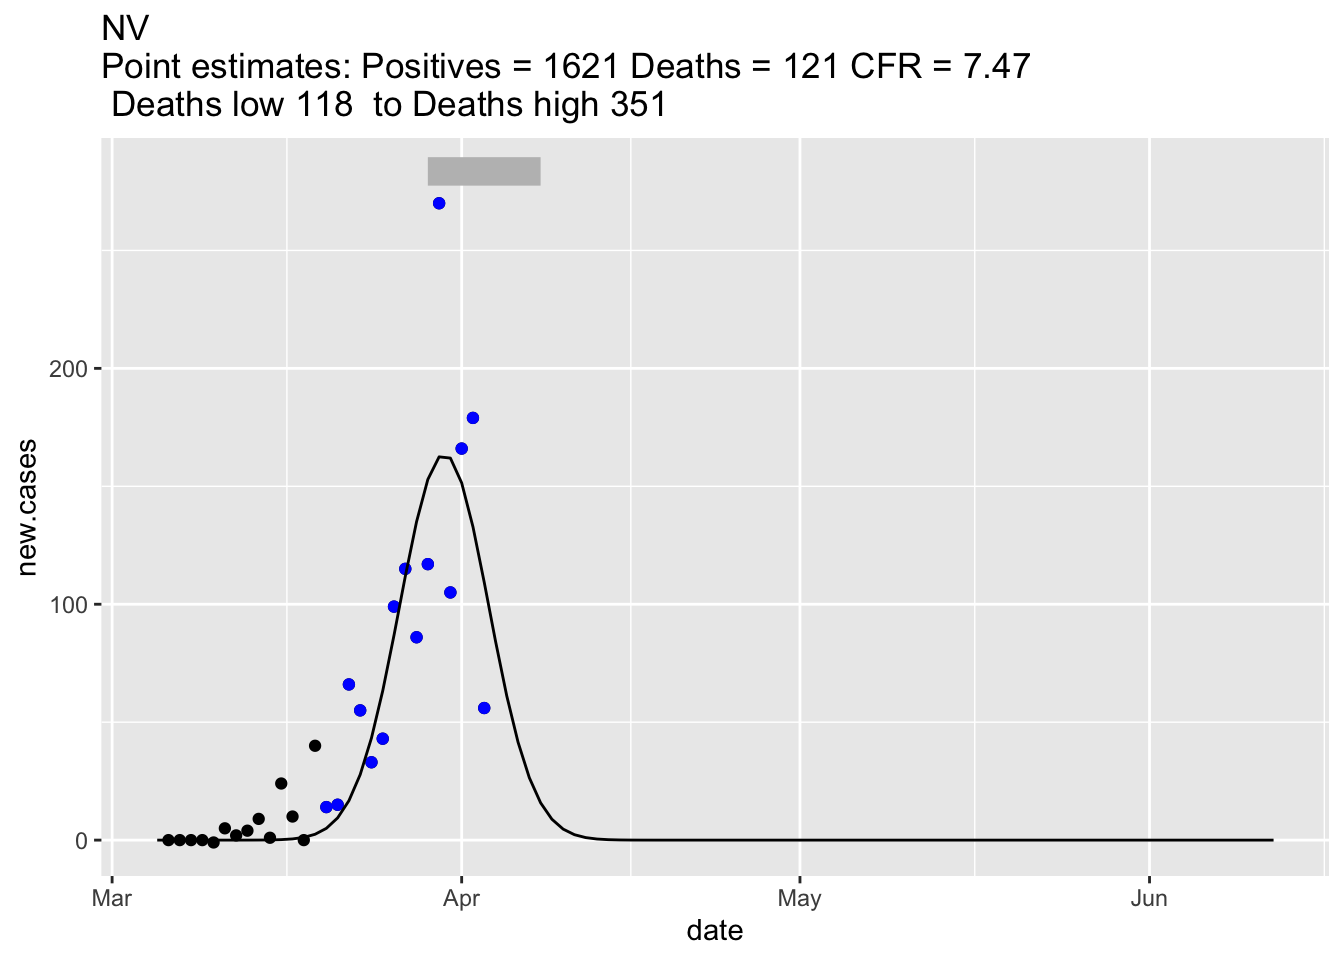 NV
Point estimates: Positives = 1621 Deaths = 121 CFR = 7.47
Deaths low 118  to Deaths high 351
200
100
0
new.cases
Mar Apr May Jun
date